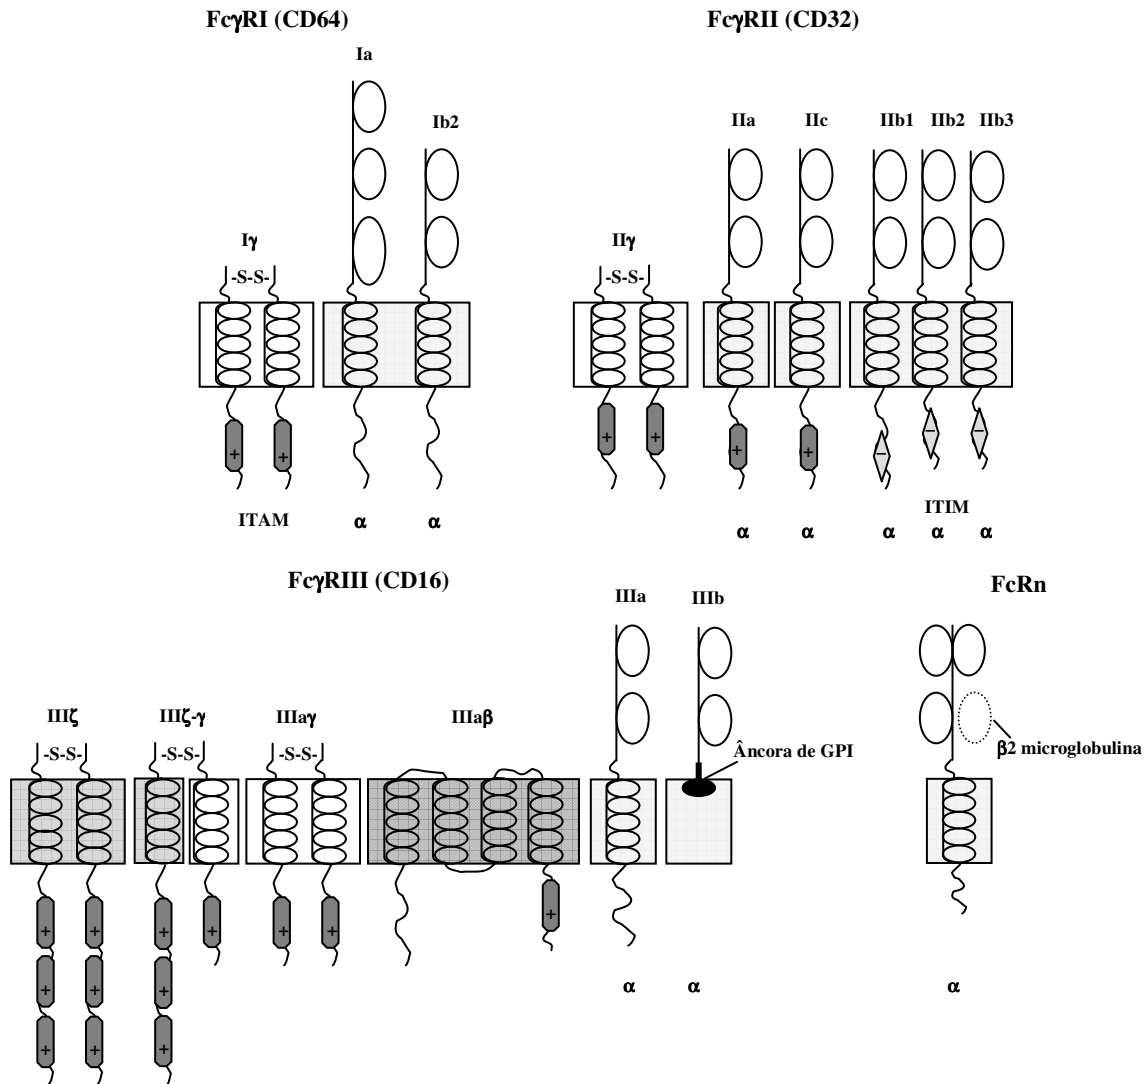 FcγRI (CD64)
FcγRII (CD32)
Ia
Ib2
IIa
IIc
IIb1
IIb2
IIb3
Iγ
-S-S-
IIγ
-S-S-
+
+
+
+
+
+
–
–
–
ITAM
α
α
ITIM
α
α
α
α
α
FcγRIII (CD16)
FcRn
IIIa
IIIb
IIIζ
IIIζ-γ
IIIaγ
IIIaβ
-S-S-
-S-S-
-S-S-
Âncora de GPI
β2 microglobulina
+
+
+
+
+
+
+
+
+
+
+
+
+
α
α
α